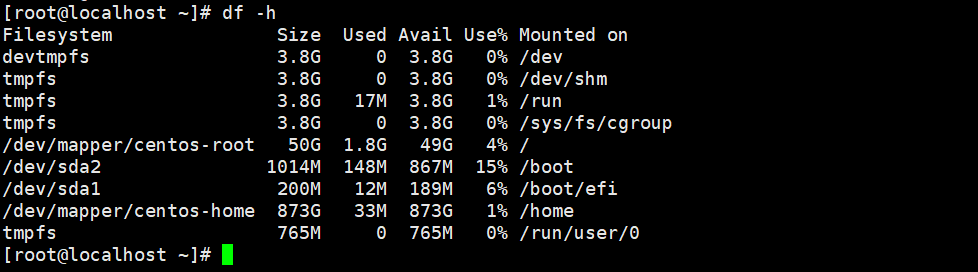 [root@localhost ~]# df -h
Filesystem               Size  Used Avail Use% Mounted on
devtmpfs                 3.8G     0  3.8G   0% /dev
tmpfs                    3.8G     0  3.8G   0% /dev/shm
tmpfs                    3.8G   17M  3.8G   1% /run
tmpfs                    3.8G     0  3.8G   0% /sys/fs/cgroup
/dev/mapper/centos-root   50G  1.8G   49G   4% /
/dev/sda2               1014M  148M  867M  15% /boot
/dev/sda1                200M   12M  189M   6% /boot/efi
/dev/mapper/centos-home  873G   33M  873G   1% /home
tmpfs                    765M     0  765M   0% /run/user/0
[root@localhost ~]#